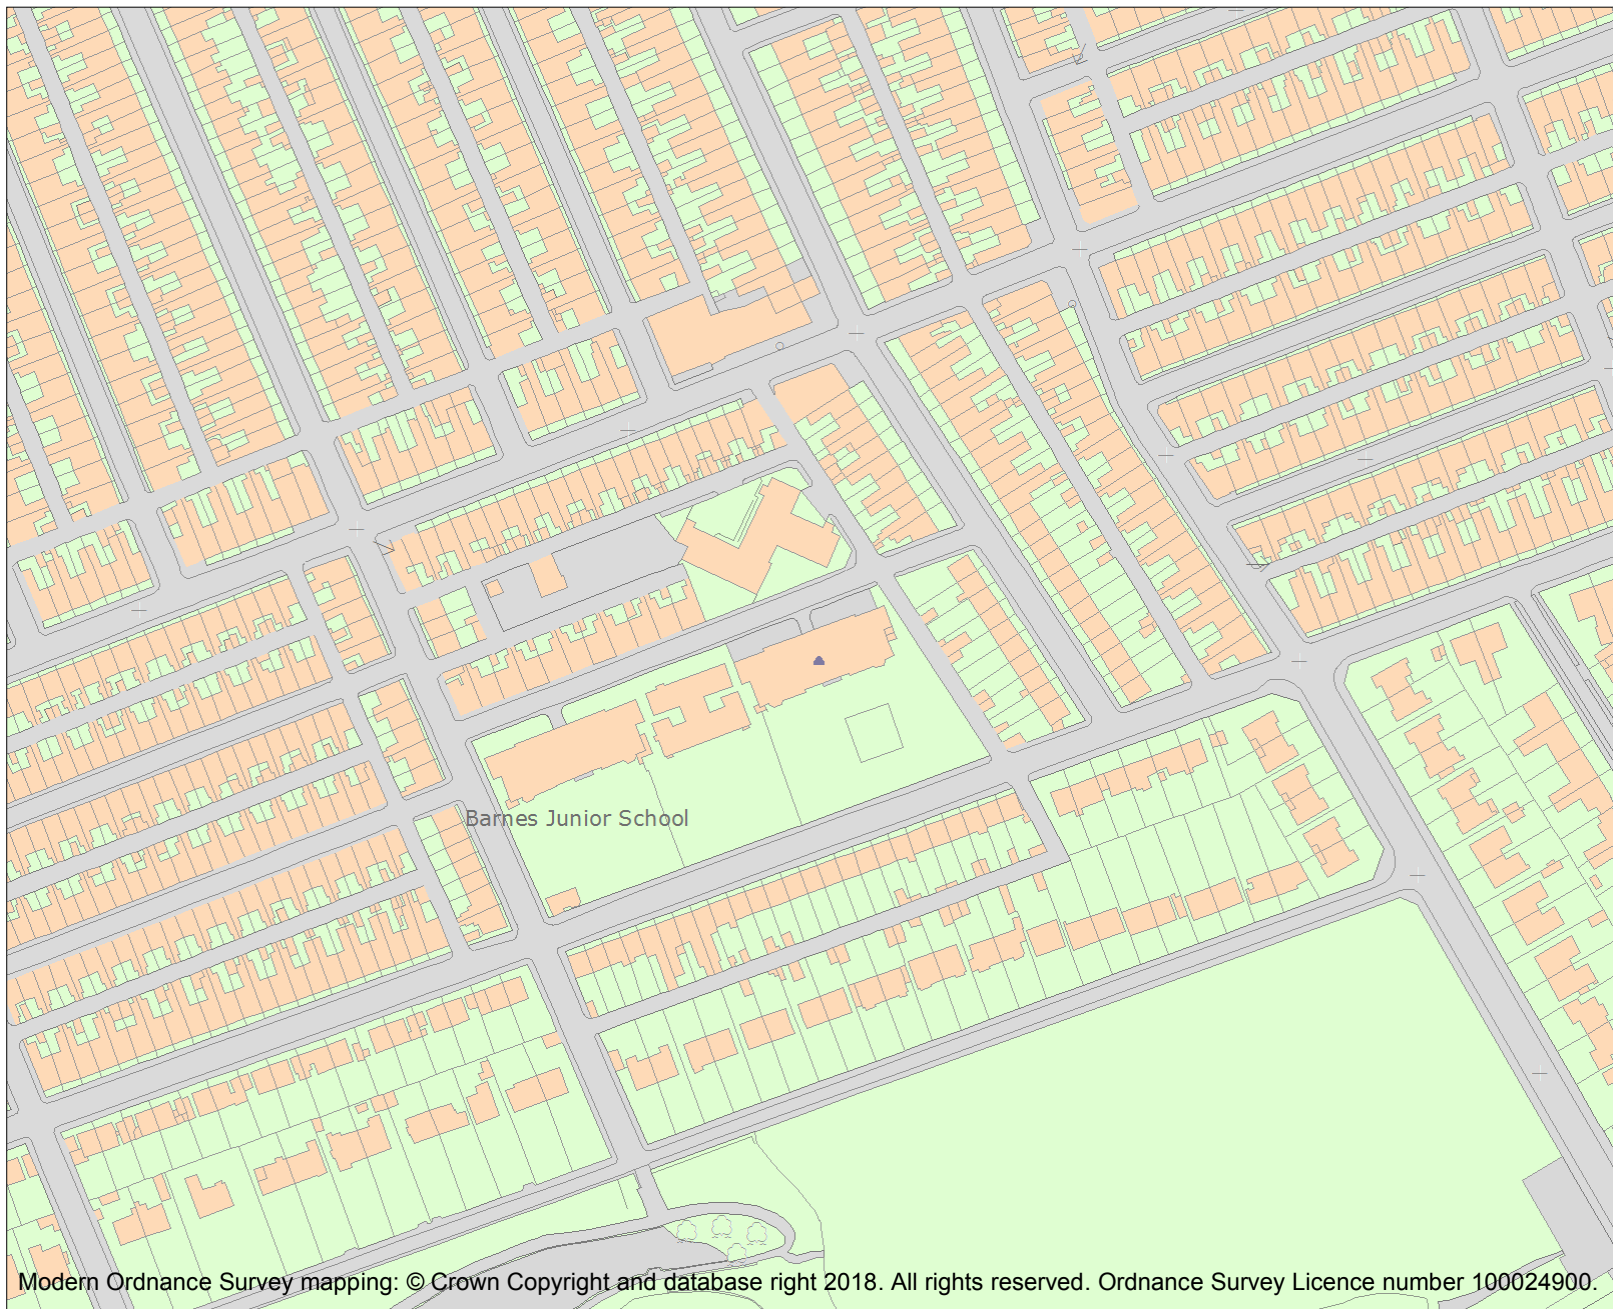 Barnes Junior School
Modern Ordnance Survey mapping: © Crown Copyright and database right 2018. All rights reserved. Ordnance Survey Licence number 100024900.